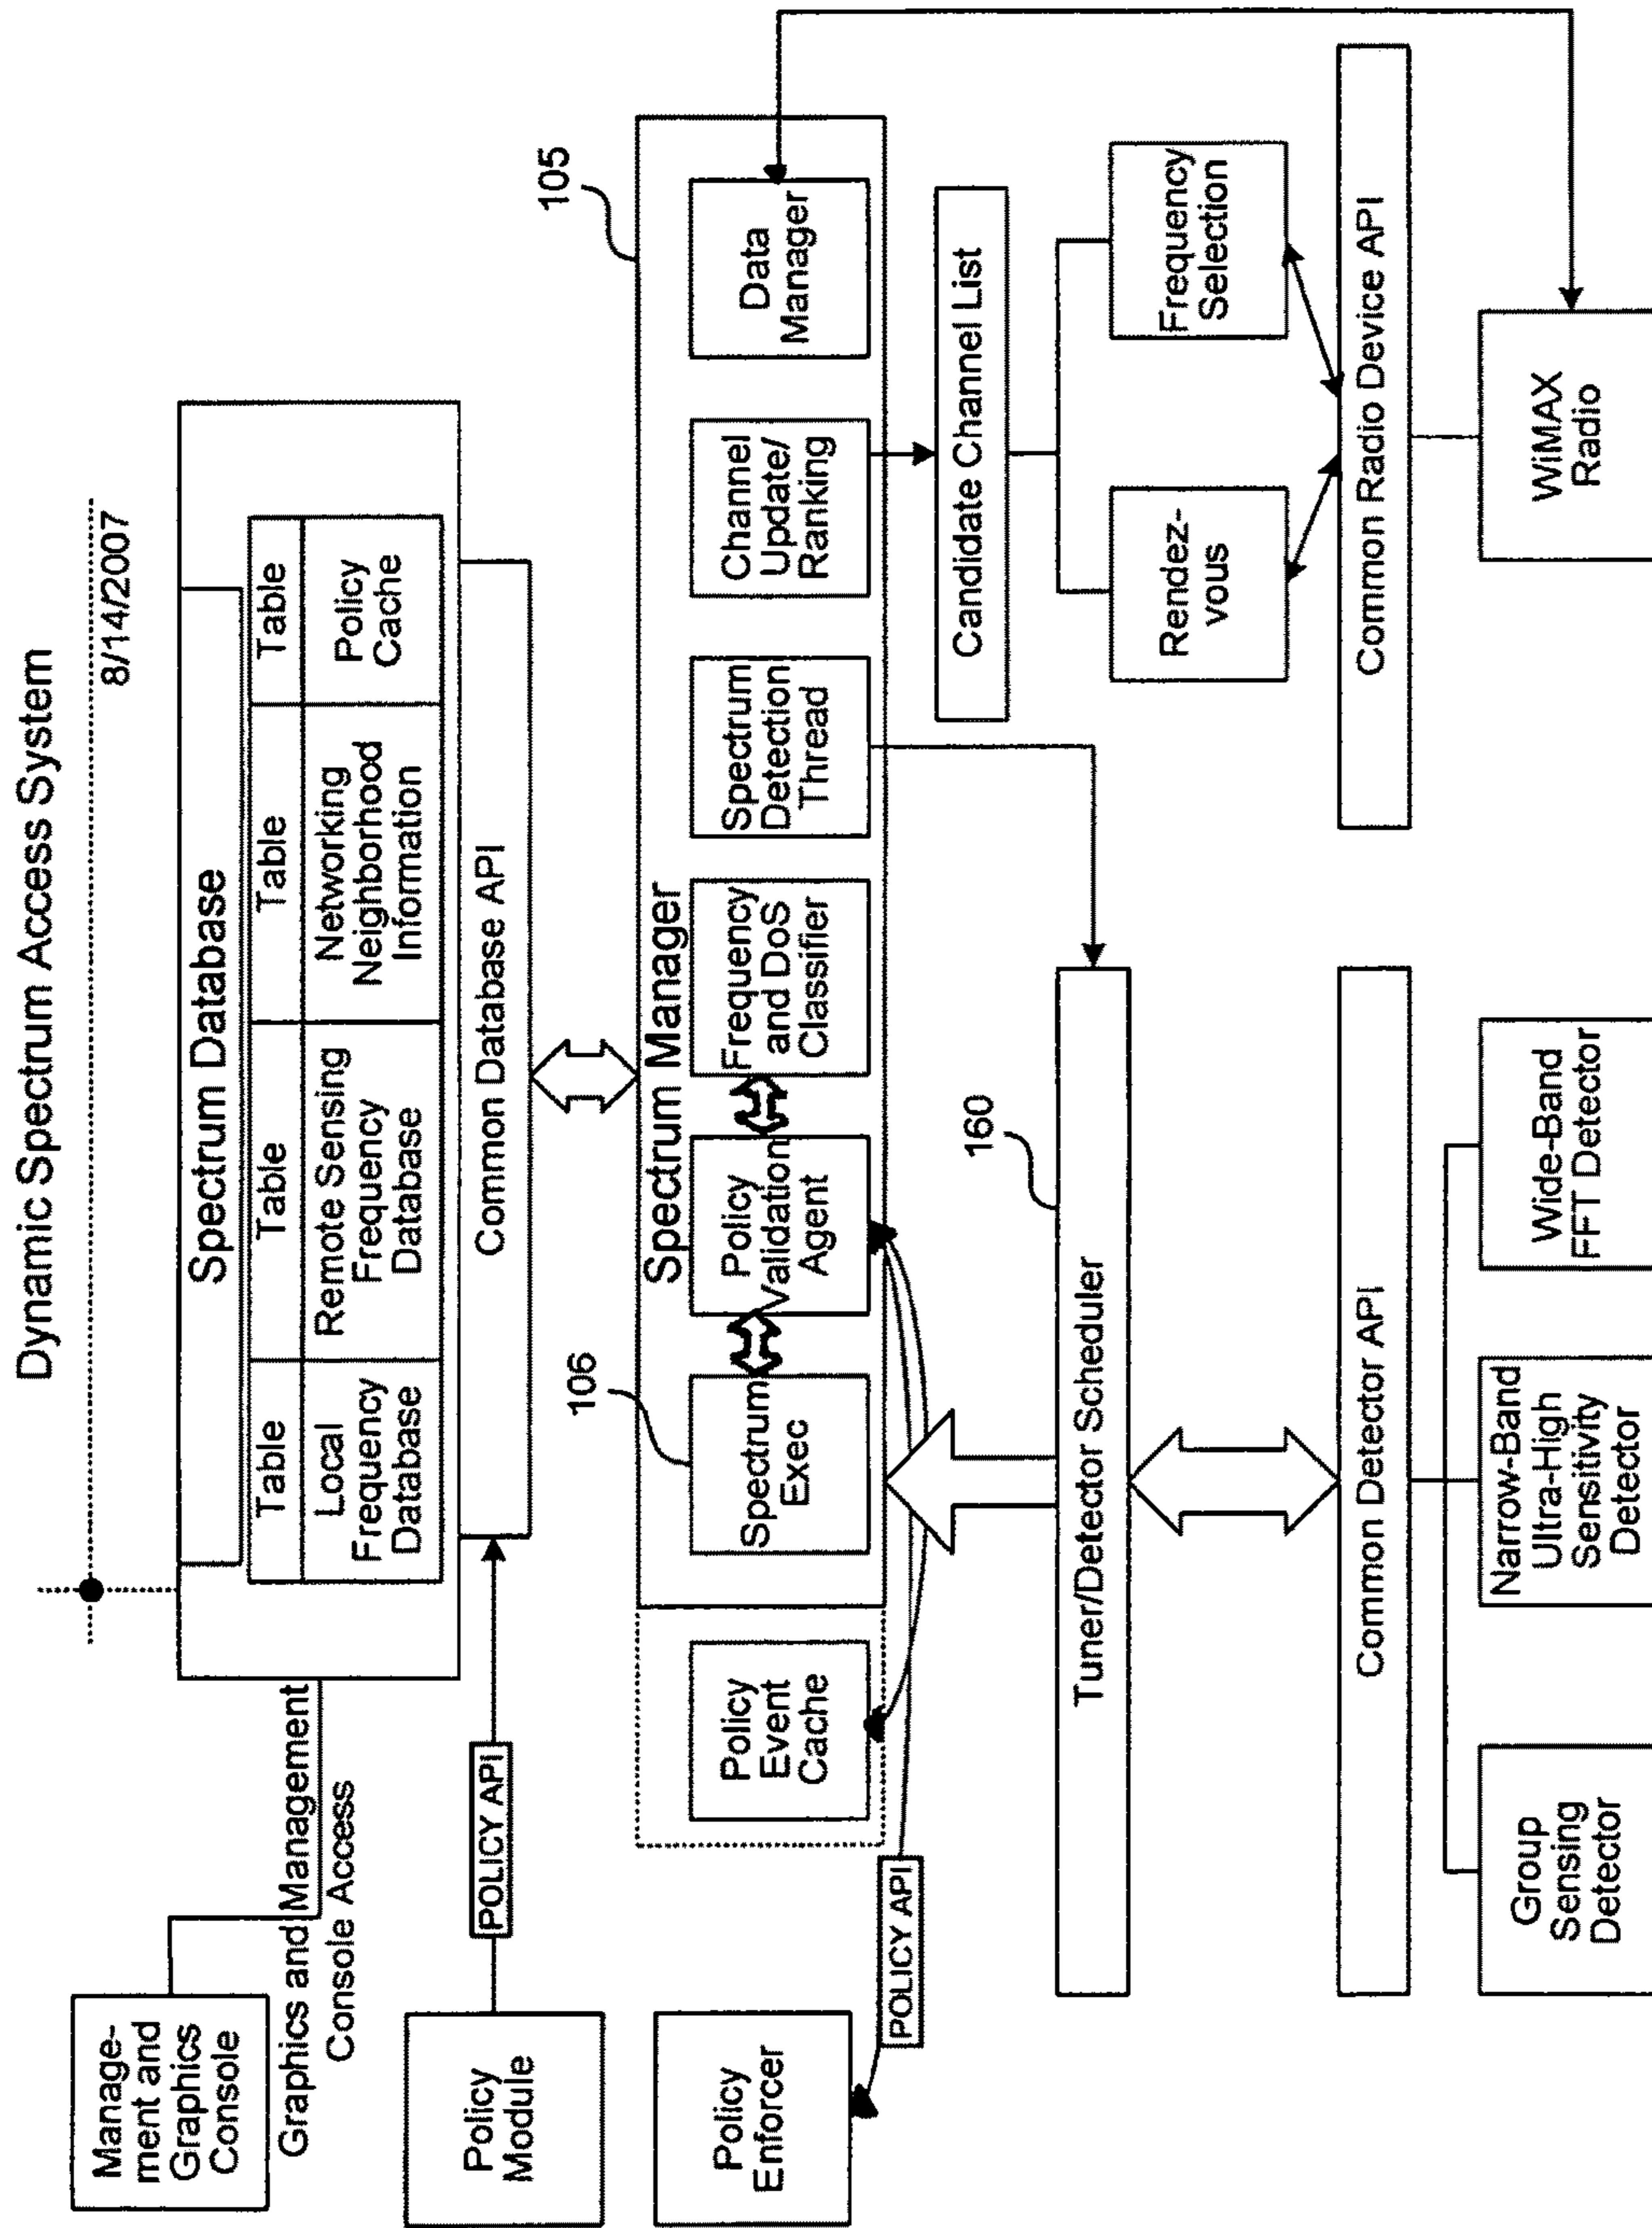 Dynamic Spectrum Access System
8/14/2007
Manage-
ment and
Graphics
Console
Graphics and Management
Console Access
Spectrum Database
Table
Table
Table
Table
Local
Frequency
Database
Remote Sensing
Frequency
Database
Networking
Neighborhood
Information
Policy
Cache
Common Database API
Policy
Module
POLICY API
105
106
Spectrum Manager
Policy
Enforcer
POLICY API
Policy
Event
Cache
Spectrum
Exec
Policy
Validation
Agent
Frequency
and DoS
Classifier
Spectrum
Detection
Thread
Channel
Update/
Ranking
Data
Manager
Candidate Channel List
160
Tuner/Detector Scheduler
Rendez-
vous
Frequency
Selection
Common Detector API
Common Radio Device API
Group
Sensing
Detector
Narrow-Band
Ultra-High
Sensitivity
Detector
Wide-Band
FFT Detector
WiMAX
Radio